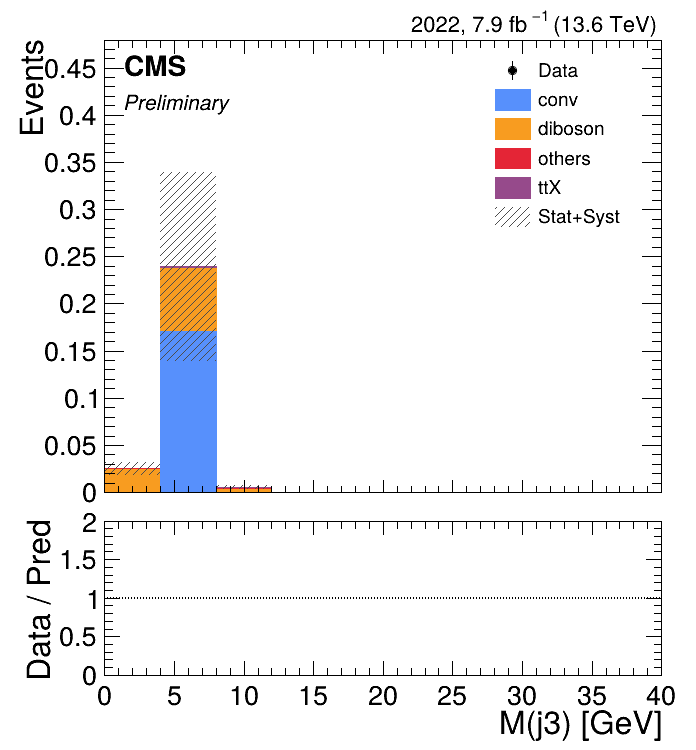 2022, 7.9 fb⁻¹ (13.6 TeV)
Events
CMS
Preliminary
Data
conv
diboson
others
ttX
Stat+Syst
0.45
0.4
0.35
0.3
0.25
0.2
0.15
0.1
0.05
0
Data / Pred
2
1.5
1
0.5
0
0 5 10 15 20 25 30 35 40
M(j3) [GeV]